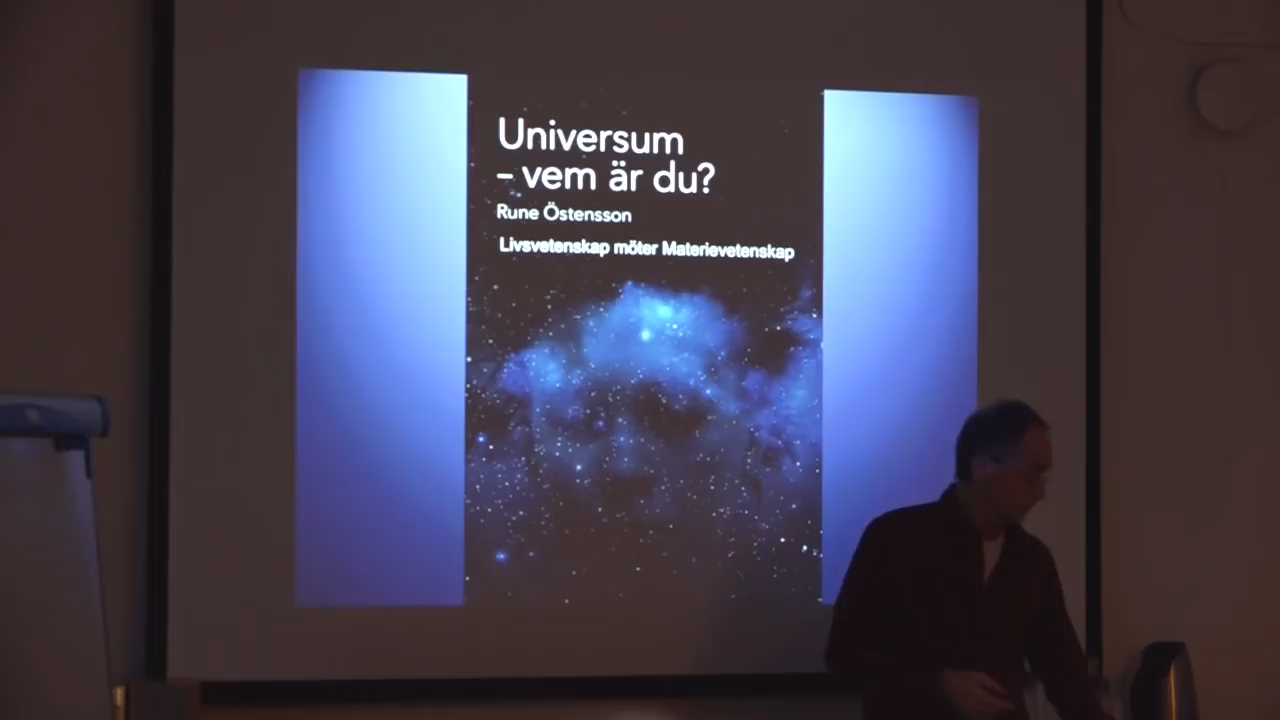 Universum
– vem är du?
Rune Östensson
Livsvetenskap möter Materievetenskap